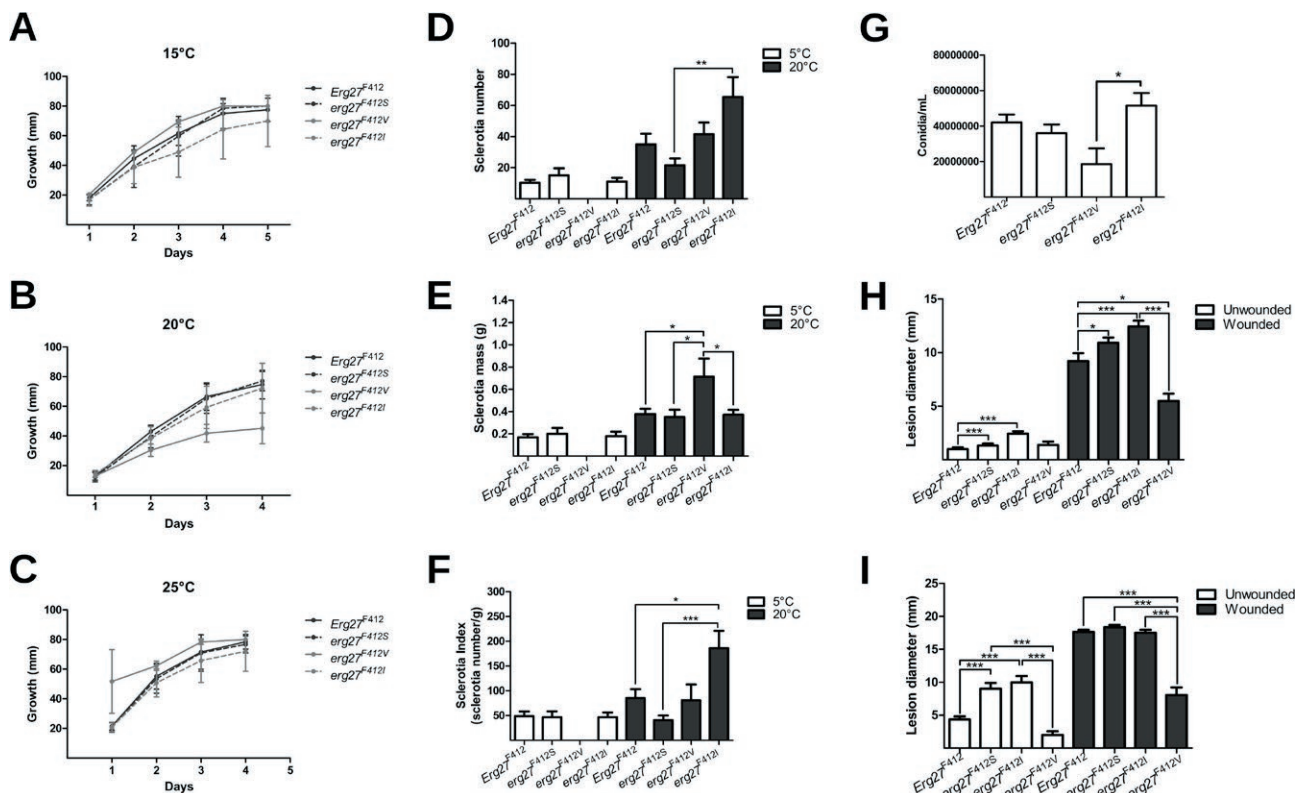 A
15°C
Growth (mm)
100
80
60
40
20
1 2 3 4 5
Days
Erg27F412
erg27F412S
erg27F412V
erg27F412I
B
20°C
Growth (mm)
100
80
60
40
20
1 2 3 4
Days
Erg27F412
erg27F412S
erg27F412V
erg27F412I
C
25°C
Growth (mm)
100
80
60
40
20
1 2 3 4 5
Days
Erg27F412
erg27F412S
erg27F412V
erg27F412I
D
Sclerotia number
100
80
60
40
20
**
5°C
20°C
Erg27F412 erg27F412S erg27F412V erg27F412I Erg27F412 erg27F412S erg27F412V erg27F412I
E
Sclerotia mass (g)
1.4
1.2
1.0
0.8
0.6
0.4
0.2
*
* *
5°C
20°C
Erg27F412 erg27F412S erg27F412V erg27F412I Erg27F412 erg27F412S erg27F412V erg27F412I
F
Sclerotia Index
(sclerotia number/g)
300
250
200
150
100
50
*
***
5°C
20°C
Erg27F412 erg27F412S erg27F412V erg27F412I Erg27F412 erg27F412S erg27F412V erg27F412I
G
Conidia/mL
80000000
60000000
40000000
20000000
*
Erg27F412 erg27F412S erg27F412V erg27F412I
H
Lesion diameter (mm)
15
10
5
*
*** ***
*
***
***
Unwounded
Wounded
Erg27F412 erg27F412S erg27F412I erg27F412V Erg27F412 erg27F412S erg27F412I erg27F412V
I
Lesion diameter (mm)
25
20
15
10
5
***
***
***
***
*** ***
***
Unwounded
Wounded
Erg27F412 erg27F412S erg27F412I erg27F412V Erg27F412 erg27F412S erg27F412I erg27F412V